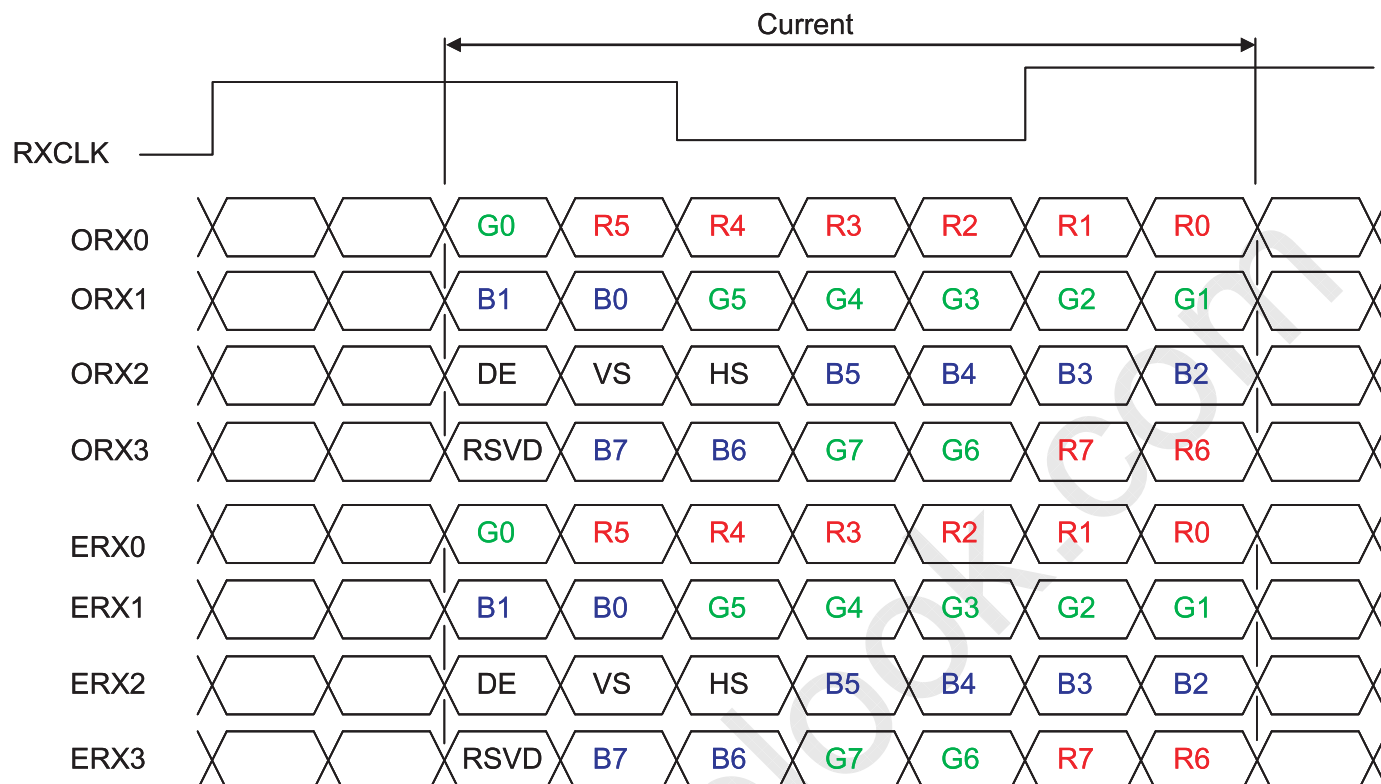 Current
RXCLK
ORX0 G0 R5 R4 R3 R2 R1 R0
ORX1 B1 B0 G5 G4 G3 G2 G1
ORX2 DE VS HS B5 B4 B3 B2
ORX3 RSVD B7 B6 G7 G6 R7 R6
ERX0 G0 R5 R4 R3 R2 R1 R0
ERX1 B1 B0 G5 G4 G3 G2 G1
ERX2 DE VS HS B5 B4 B3 B2
ERX3 RSVD B7 B6 G7 G6 R7 R6
elook.com